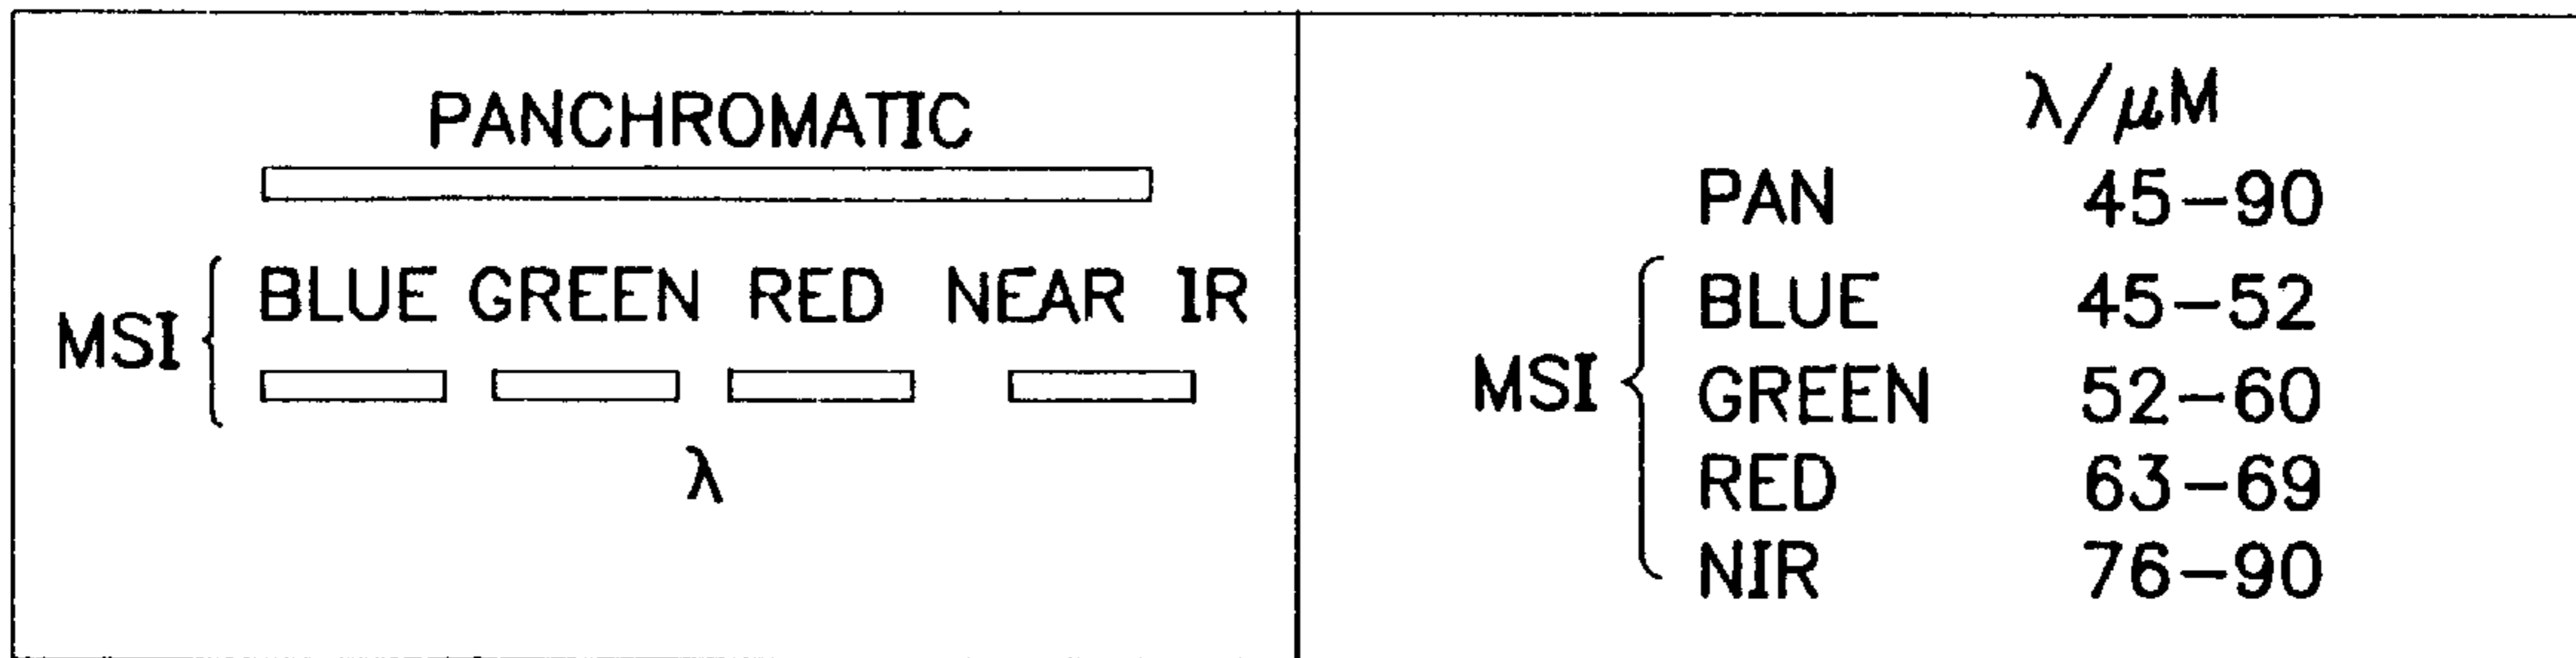 PANCHROMATIC
MSI { BLUE GREEN RED NEAR IR
λ
λ/μM
PAN 45-90
MSI { BLUE 45-52
GREEN 52-60
RED 63-69
NIR 76-90